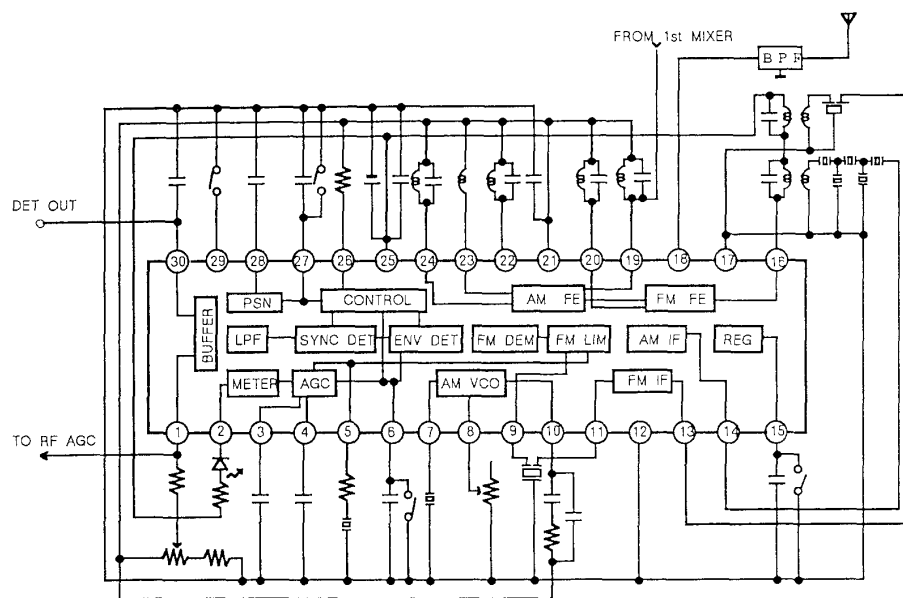 FROM 1st MIXER
B P F
DET OUT
30 29 28 27 26 25 24 23 22 21 20 19 18 17 16
BUFFER
PSN CONTROL AM FE FM FE
LPF SYNC DET ENV DET FM DEM FM LIM AM IF REG
METER AGC AM VCO FM IF
TO RF AGC
1 2 3 4 5 6 7 8 9 10 11 12 13 14 15